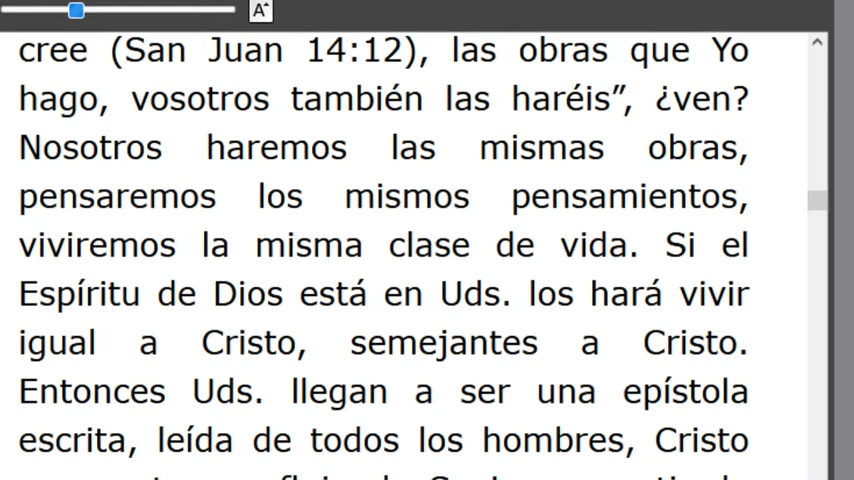 A
cree (San Juan 14:12), las obras que Yo
hago, vosotros también las haréis”, ¿ven?
Nosotros haremos las mismas obras,
pensaremos los mismos pensamientos,
viviremos la misma clase de vida. Si el
Espíritu de Dios está en Uds. los hará vivir
igual a Cristo, semejantes a Cristo.
Entonces Uds. llegan a ser una epístola
escrita, leída de todos los hombres, Cristo